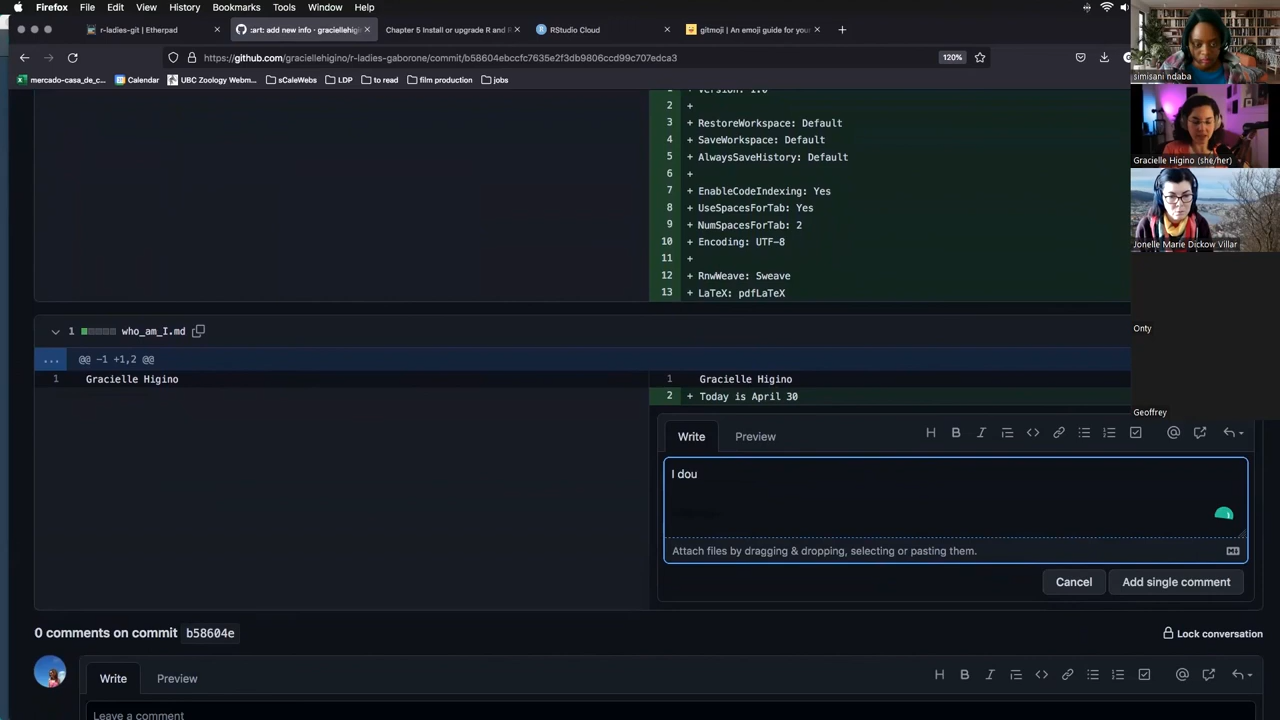 Firefox File Edit View History Bookmarks Tools Window Help
r-ladies-git | Etherpad
:art: add new info · graciellehigi
Chapter 5 Install or upgrade R and
RStudio Cloud
gitmoji | An emoji guide for your
https://github.com/graciellehigino/r-ladies-gaborone/commit/b58604ebccfc7635e2f3db9806ccd99c707edca3
120%
mercado-casa_de_c...
Calendar
UBC Zoology Webm...
sCaleWebs
LDP
to read
film production
jobs
1 + Version: 1.0
2 +
3 + RestoreWorkspace: Default
4 + SaveWorkspace: Default
5 + AlwaysSaveHistory: Default
6 +
7 + EnableCodeIndexing: Yes
8 + UseSpacesForTab: Yes
9 + NumSpacesForTab: 2
10 + Encoding: UTF-8
11 +
12 + RnwWeave: Sweave
13 + LaTeX: pdfLaTeX
1 who_am_I.md
... @@ -1 +1,2 @@
1 Gracielle Higino
1 Gracielle Higino
2 + Today is April 30
Write Preview
I dou
Attach files by dragging & dropping, selecting or pasting them.
Cancel Add single comment
0 comments on commit b58604e
Lock conversation
Write Preview
Leave a comment
simisani ndaba
Gracielle Higino (she/her)
Jonelle Marie Dickow Villar
Onty
Geoffrey